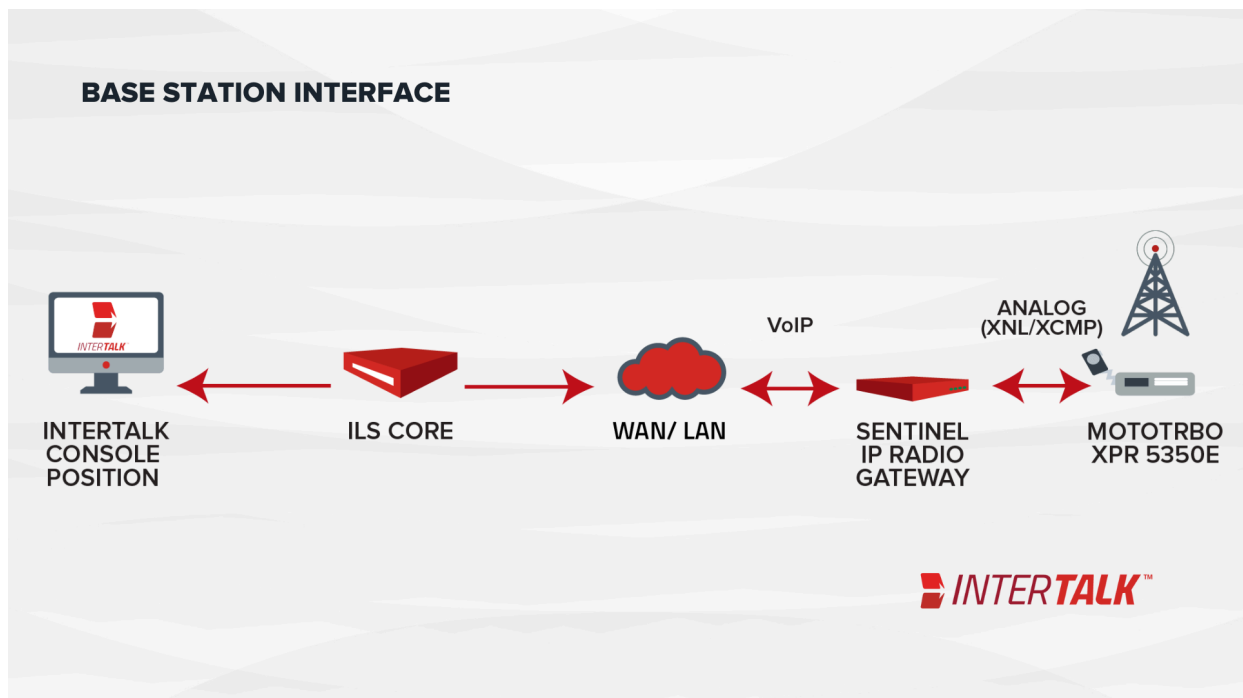 BASE STATION INTERFACE
VoIP
ANALOG
(XNL/XCMP)
INTERTALK
INTERTALK
CONSOLE
POSITION
ILS CORE
WAN/ LAN
SENTINEL
IP RADIO
GATEWAY
MOTOTRBO
XPR 5350E
INTERTALK™